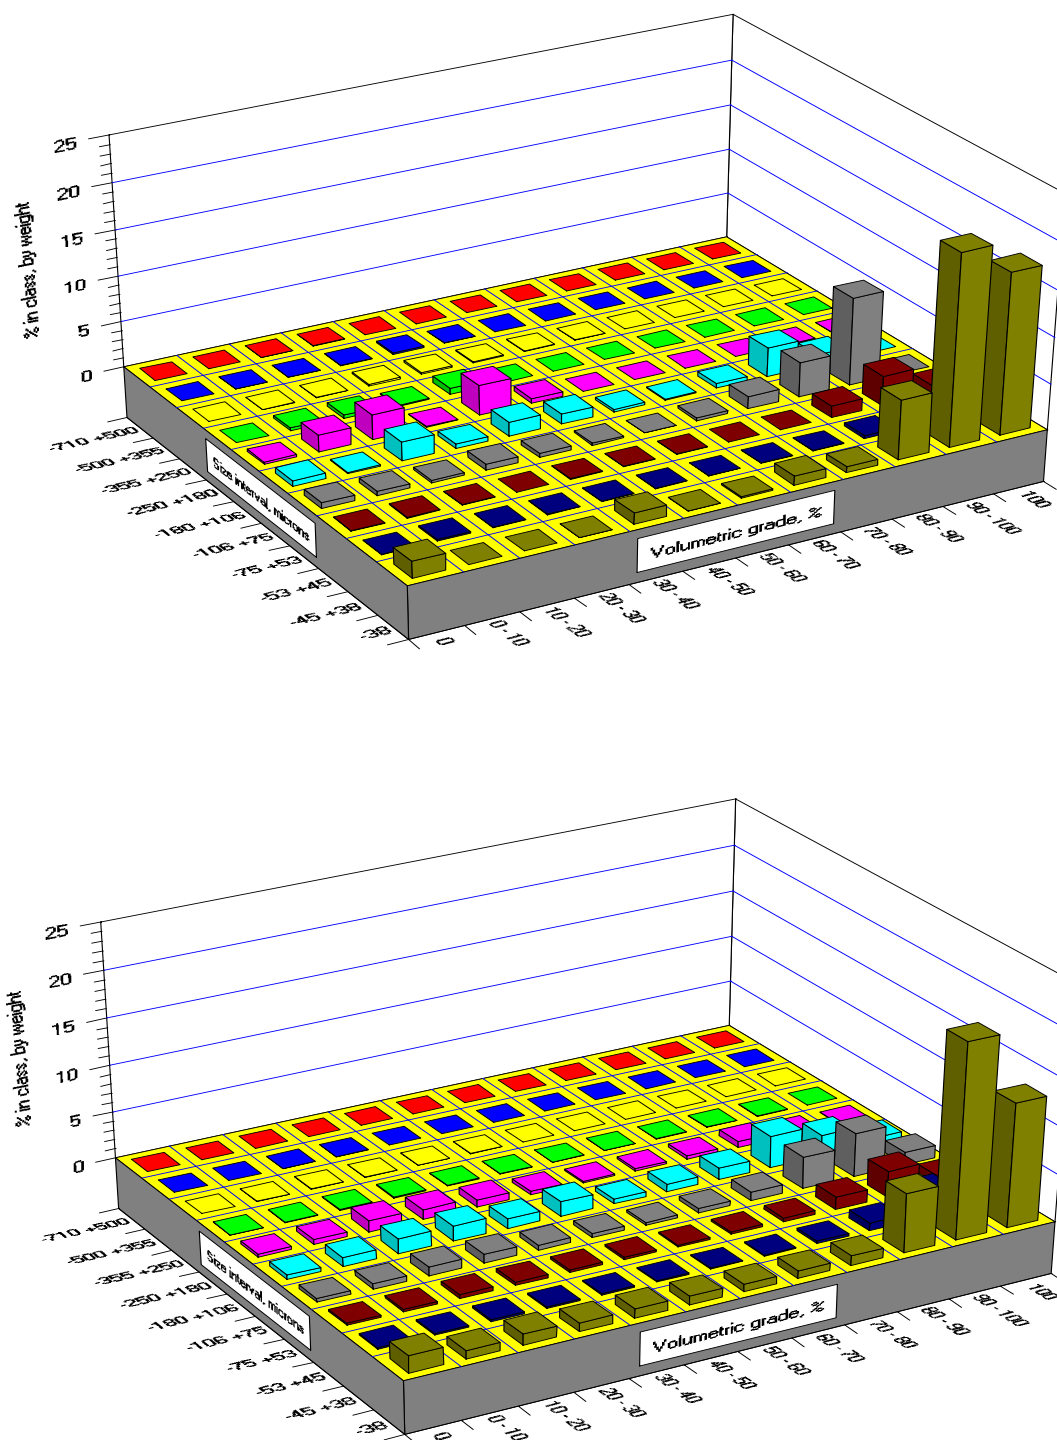 25
20
15
10
5
0
% in class, by weight
-710 +500
-500 +355
-355 +250
-250 +180
-180 +106
-106 +75
-75 +53
-53 +45
-45 +38
-38
Size interval, microns
Volumetric grade, %
0
0 - 10
10 - 20
20 - 30
30 - 40
40 - 50
50 - 60
60 - 70
70 - 80
80 - 90
90 - 100
100
25
20
15
10
5
0
% in class, by weight
-710 +500
-500 +355
-355 +250
-250 +180
-180 +106
-106 +75
-75 +53
-53 +45
-45 +38
-38
Size interval, microns
Volumetric grade, %
0
0 - 10
10 - 20
20 - 30
30 - 40
40 - 50
50 - 60
60 - 70
70 - 80
80 - 90
90 - 100
100